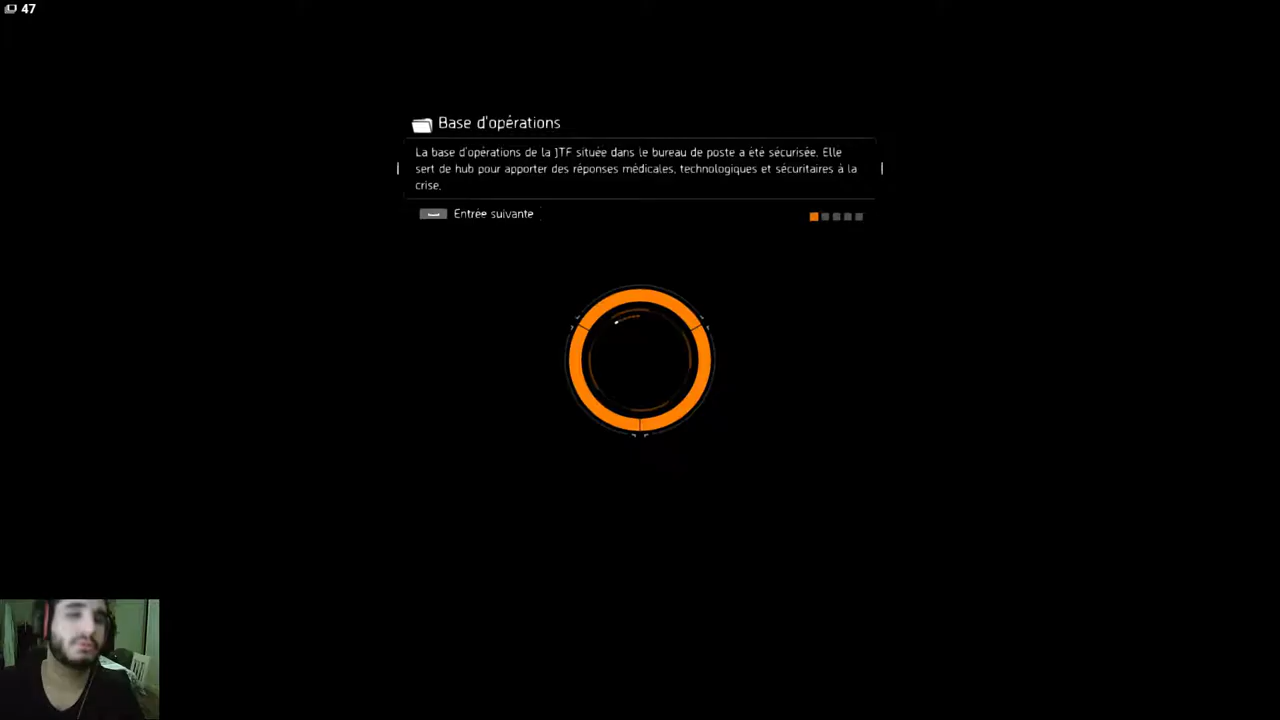 47
Base d'opérations
La base d'opérations de la JTF située dans le bureau de poste a été sécurisée. Elle
sert de hub pour apporter des réponses médicales, technologiques et sécuritaires à la
crise.
Entrée suivante